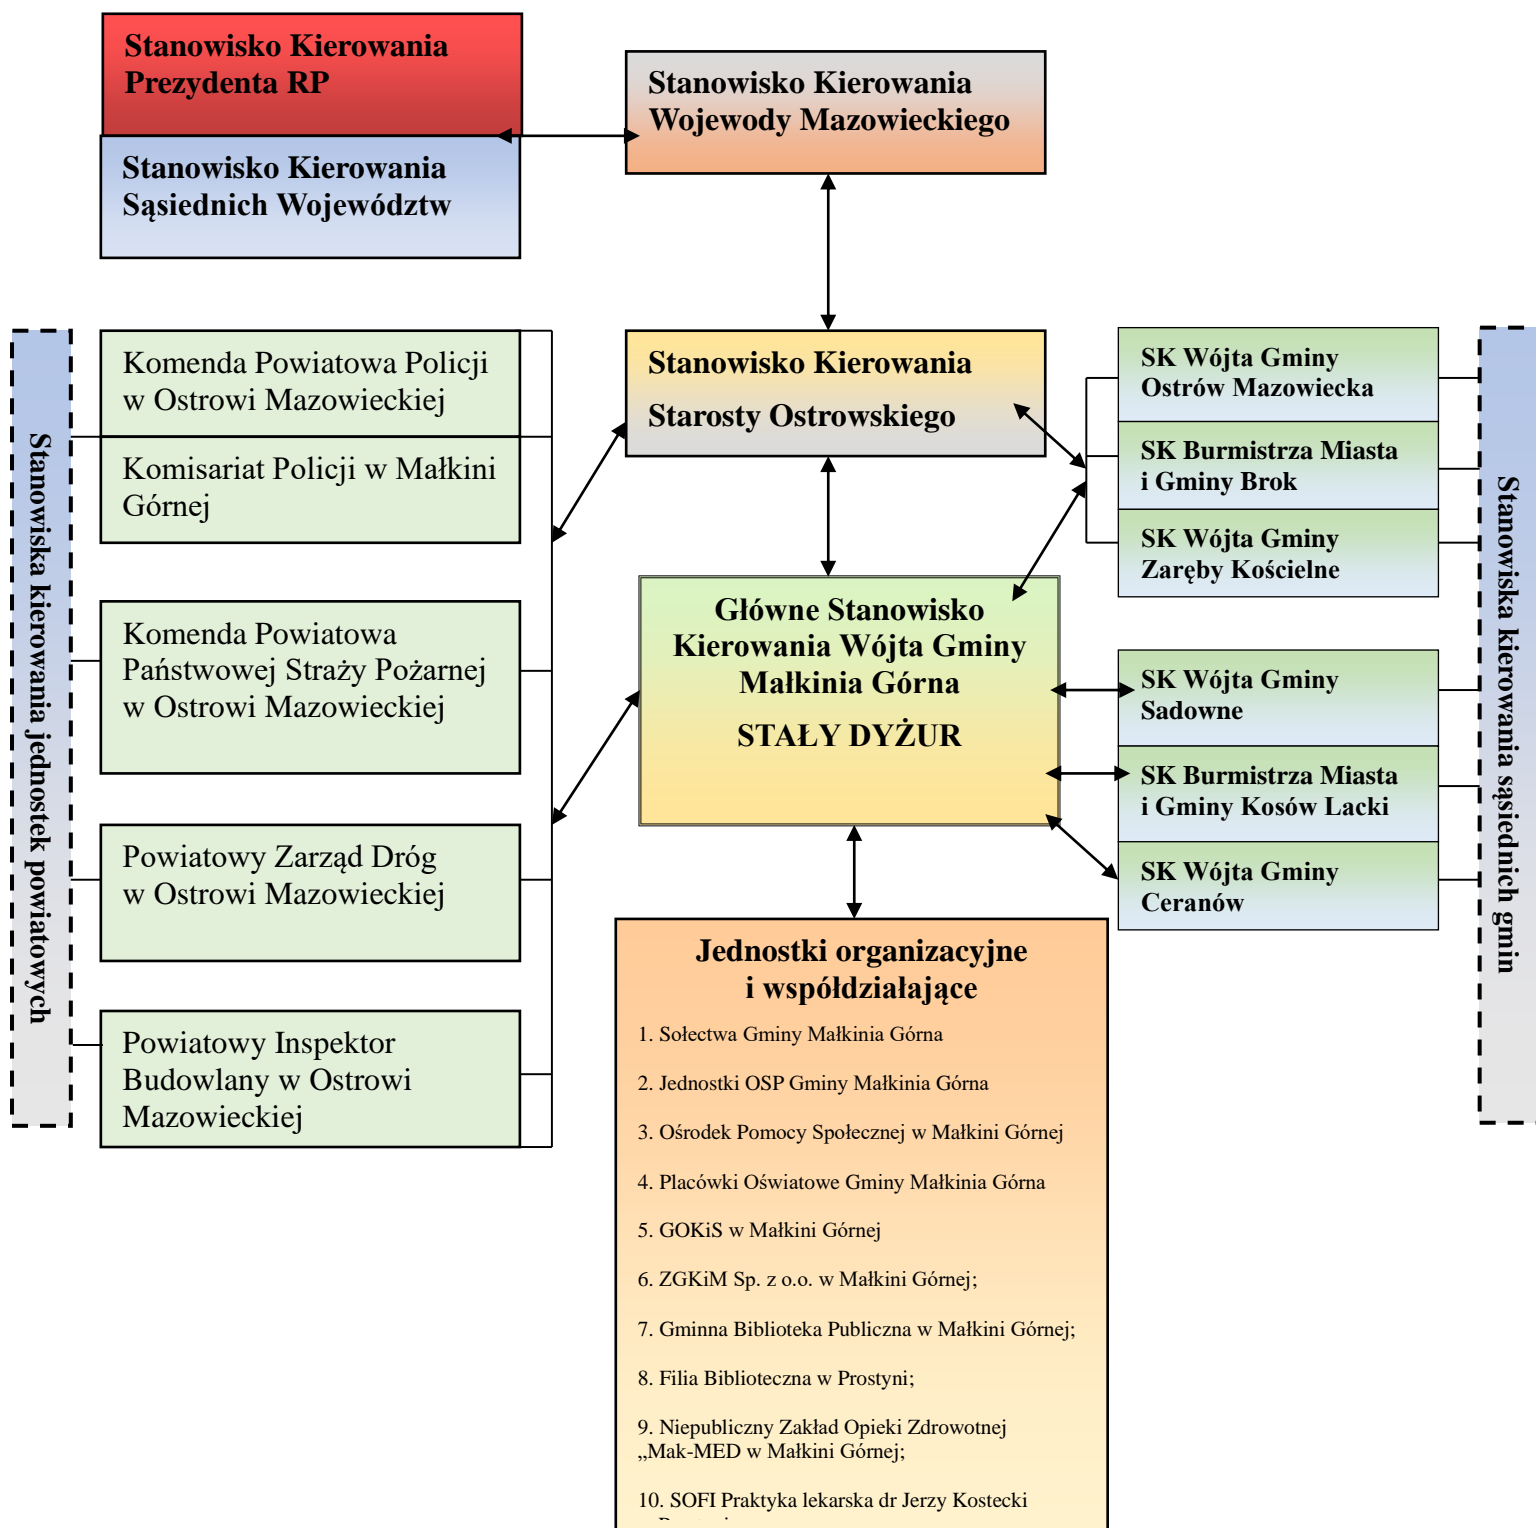 Stanowisko Kierowania
Prezydenta RP
Stanowisko Kierowania
Sąsiednich Województw
Stanowisko Kierowania
Wojewody Mazowieckiego
Stanowiska kierowania jednostek powiatowych
Komenda Powiatowa Policji
w Ostrowi Mazowieckiej
Komisariat Policji w Małkini
Górnej
Komenda Powiatowa
Państwowej Straży Pożarnej
w Ostrowi Mazowieckiej
Powiatowy Zarząd Dróg
w Ostrowi Mazowieckiej
Powiatowy Inspektor
Budowlany w Ostrowi
Mazowieckiej
Stanowisko Kierowania
Starosty Ostrowskiego
Główne Stanowisko
Kierowania Wójta Gminy
Małkinia Górna
STAŁY DYŻUR
SK Wójta Gminy
Ostrów Mazowiecka
SK Burmistrza Miasta
i Gminy Brok
SK Wójta Gminy
Zaręby Kościelne
SK Wójta Gminy
Sadowne
SK Burmistrza Miasta
i Gminy Kosów Lacki
SK Wójta Gminy
Ceranów
Stanowiska kierowania sąsiednich gmin
Jednostki organizacyjne
i współdziałające
1. Sołectwa Gminy Małkinia Górna
2. Jednostki OSP Gminy Małkinia Górna
3. Ośrodek Pomocy Społecznej w Małkini Górnej
4. Placówki Oświatowe Gminy Małkinia Górna
5. GOKiS w Małkini Górnej
6. ZGKiM Sp. z o.o. w Małkini Górnej;
7. Gminna Biblioteka Publiczna w Małkini Górnej;
8. Filia Biblioteczna w Prostyni;
9. Niepubliczny Zakład Opieki Zdrowotnej
„Mak-MED w Małkini Górnej;
10. SOFI Praktyka lekarska dr Jerzy Kostecki